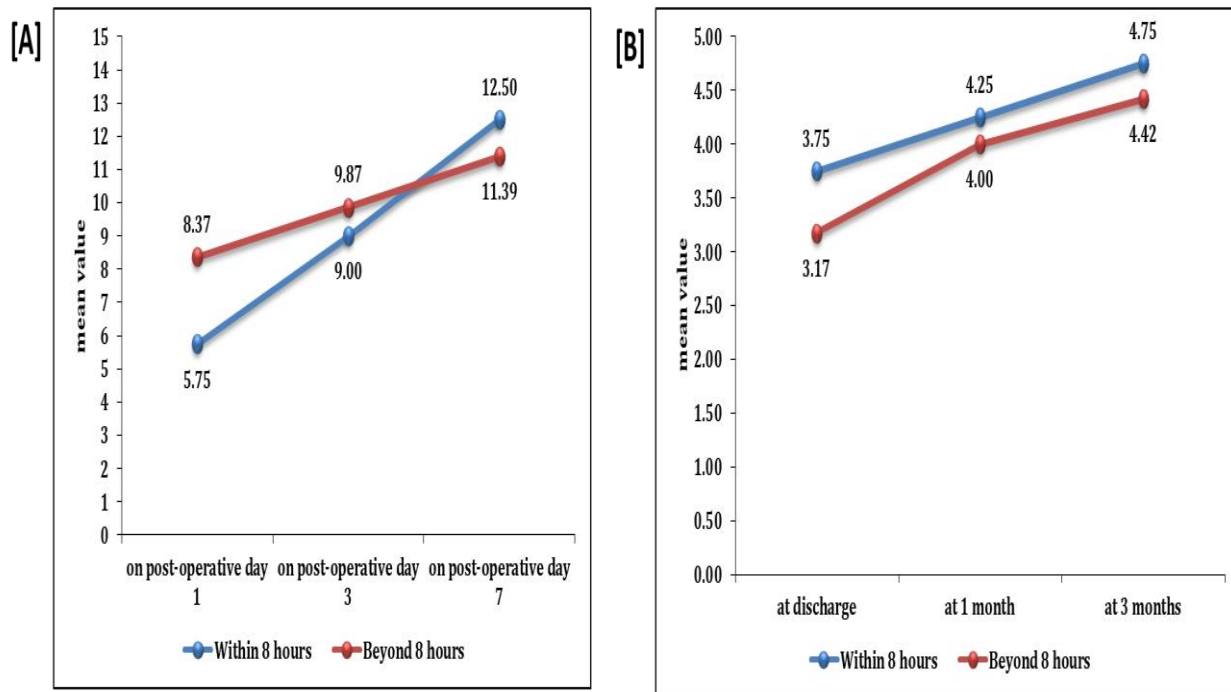 [A]
mean value
15
14
13
12
11
10
9
8
7
6
5
4
3
2
1
0
12.50
11.39
9.87
9.00
8.37
5.75
on post-operative day 1
on post-operative day 3
on post-operative day 7
Within 8 hours
Beyond 8 hours
[B]
mean value
5.00
4.50
4.00
3.50
3.00
2.50
2.00
1.50
1.00
0.50
0.00
4.75
4.42
4.25
4.00
3.75
3.17
at discharge
at 1 month
at 3 months
Within 8 hours
Beyond 8 hours